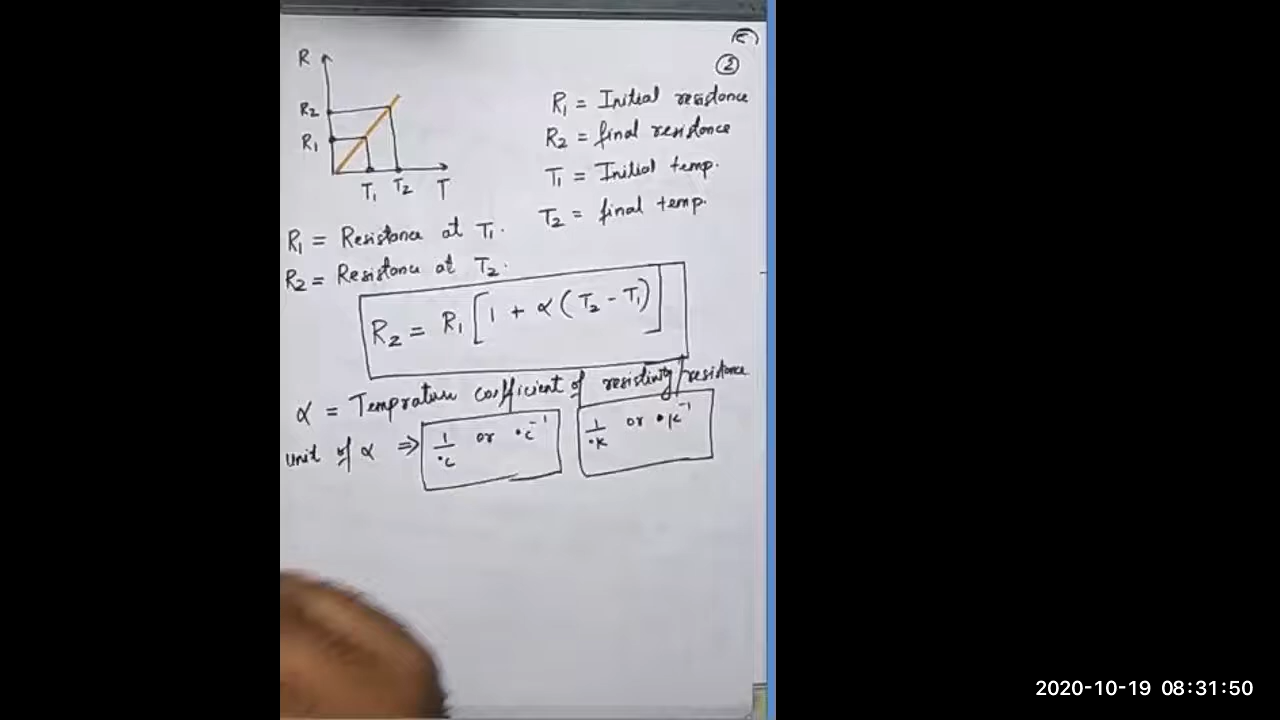 ②
R
R2
R1
T1 T2 T
R1 = Initial resistance
R2 = final resistance
T1 = Initial temp.
T2 = final temp.
R1 = Resistance at T1.
R2 = Resistance at T2.
R2 = R1 [1 + α (T2 - T1)]
α = Temprature coefficient of resistivity/resistance
unit of α ⇒ 1/°C or °C⁻¹ 1/°K or °K⁻¹
2020-10-19 08:31:50